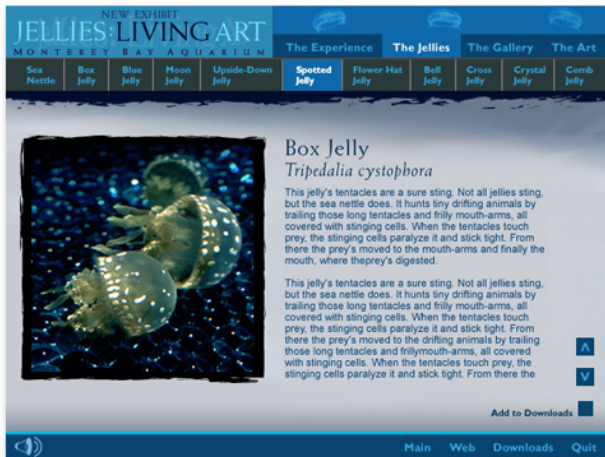 NEW EXHIBIT
JELLIES: LIVING ART
MONTEREY BAY AQUARIUM
The Experience The Jellies The Gallery The Art
Sea Nettle
Box Jelly
Blue Jelly
Moon Jelly
Upside-Down Jelly
Spotted Jelly
Flower Hat Jelly
Bell Jelly
Cross Jelly
Crystal Jelly
Comb Jelly
Box Jelly
Tripedalia cystophora
This jelly's tentacles are a sure sting. Not all jellies sting,
but the sea nettle does. It hunts tiny drifting animals by
trailing those long tentacles and frilly mouth-arms, all
covered with stinging cells. When the tentacles touch
prey, the stinging cells paralyze it and stick tight. From
there the prey's moved to the mouth-arms and finally the
mouth, where theprey's digested.
This jelly's tentacles are a sure sting. Not all jellies sting,
but the sea nettle does. It hunts tiny drifting animals by
trailing those long tentacles and frilly mouth-arms, all
covered with stinging cells. When the tentacles touch
prey, the stinging cells paralyze it and stick tight. From
there the prey's moved to the drifting animals by trailing
those long tentacles and frillymouth-arms, all covered
with stinging cells. When the tentacles touch prey, the
stinging cells paralyze it and stick tight. From there the
Add to Downloads
Main Web Downloads Quit